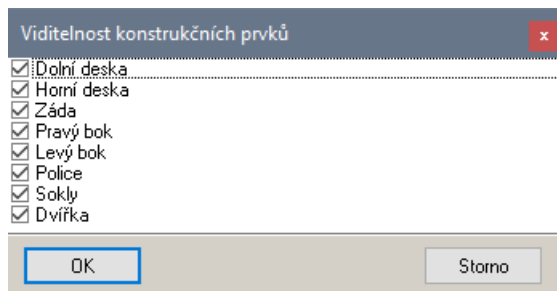 Viditelnost konstrukčních prvků
Dolní deska
Horní deska
Záda
Pravý bok
Levý bok
Police
Sokly
Dvířka
OK
Storno